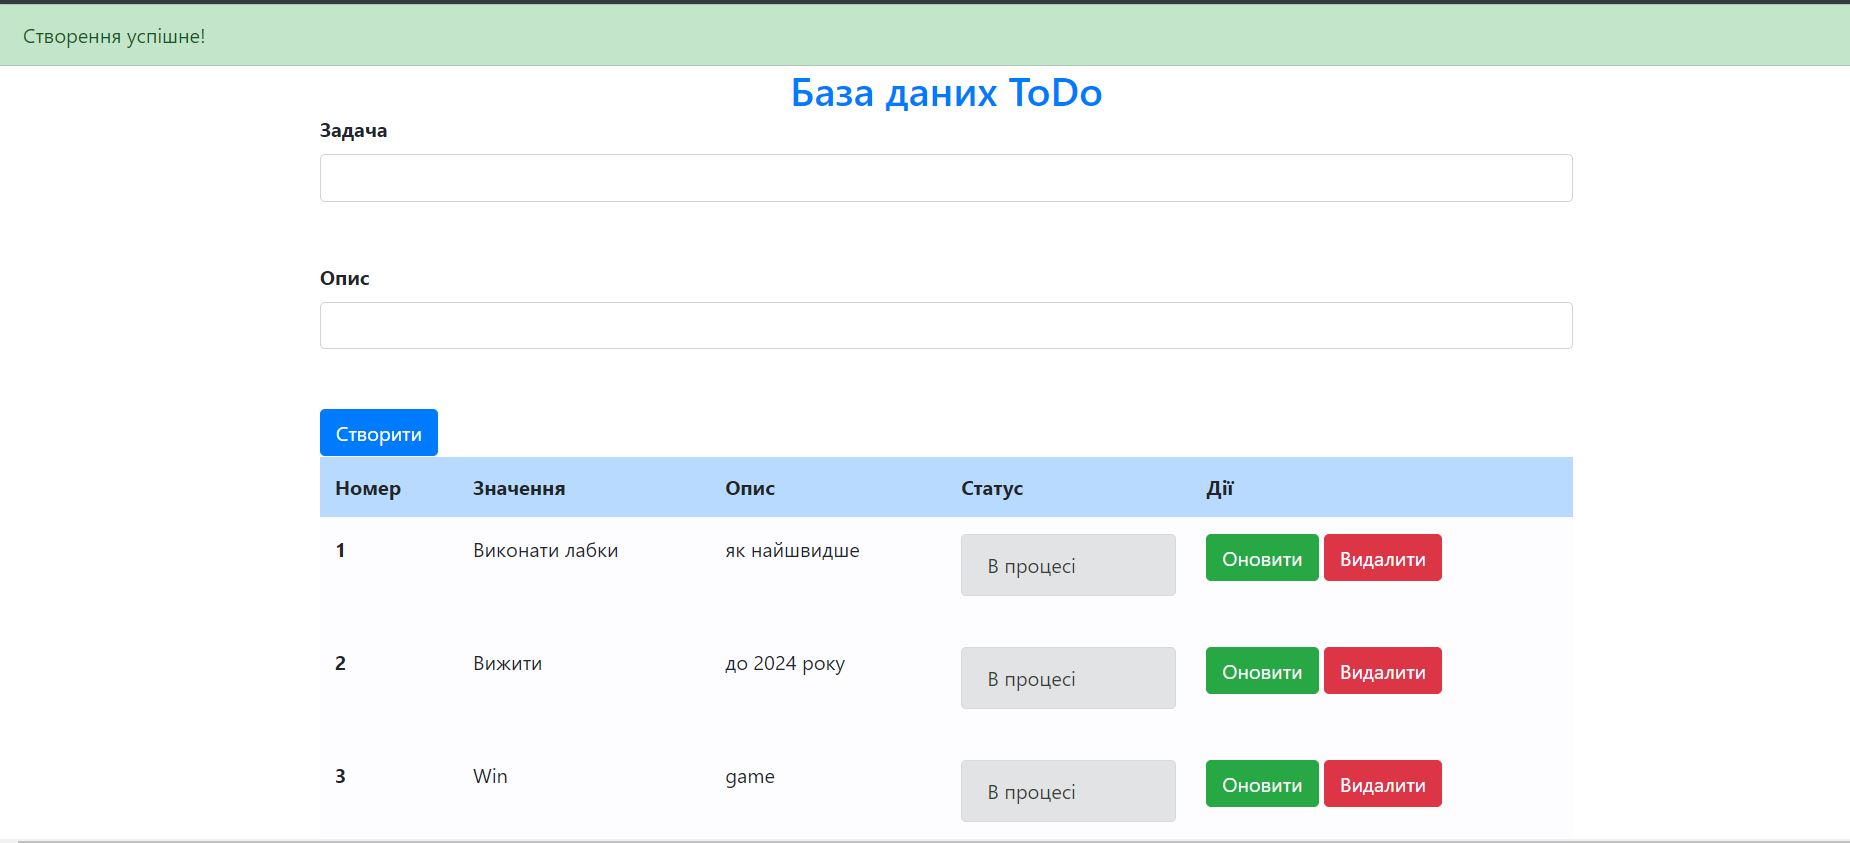 Створення успішне!
База даних ToDo
Задача
Опис
Створити
Номер Значення Опис Статус Дії
1 Виконати лабки як найшвидше В процесі Оновити Видалити
2 Вижити до 2024 року В процесі Оновити Видалити
3 Win game В процесі Оновити Видалити